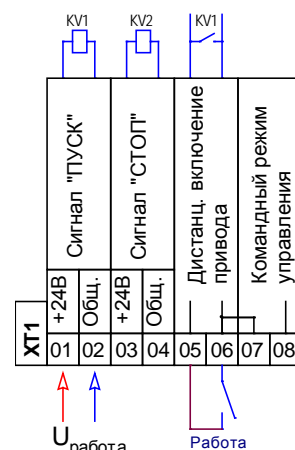 KV1 KV2 KV1
Сигнал "ПУСК"
Сигнал "СТОП"
Дистанц. включение
привода
Командный режим
управления
+24В
Общ.
+24В
Общ.
XT1 01 02 03 04 05 06 07 08
Uработа
Работа